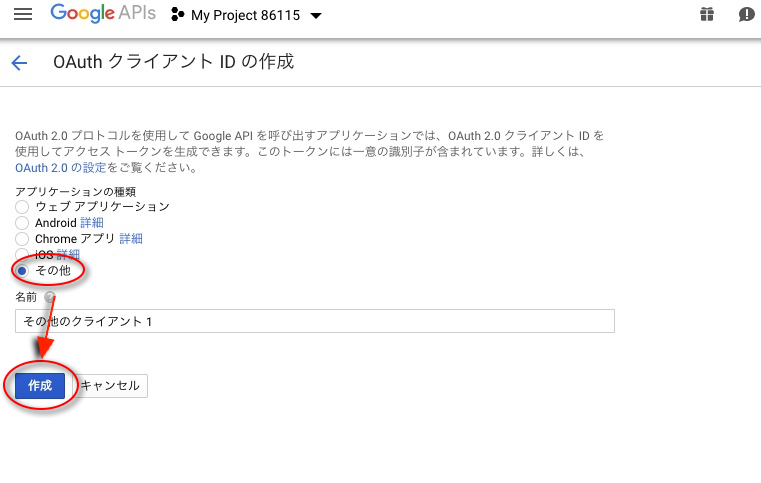 Google APIs My Project 86115
OAuth クライアント ID の作成
OAuth 2.0 プロトコルを使用して Google API を呼び出すアプリケーションでは、OAuth 2.0 クライアント ID を
使用してアクセス トークンを生成できます。このトークンには一意の識別子が含まれています。詳しくは、
OAuth 2.0 の設定をご覧ください。
アプリケーションの種類
ウェブ アプリケーション
Android 詳細
Chrome アプリ 詳細
iOS 詳細
その他
名前 ?
その他のクライアント 1
作成 キャンセル